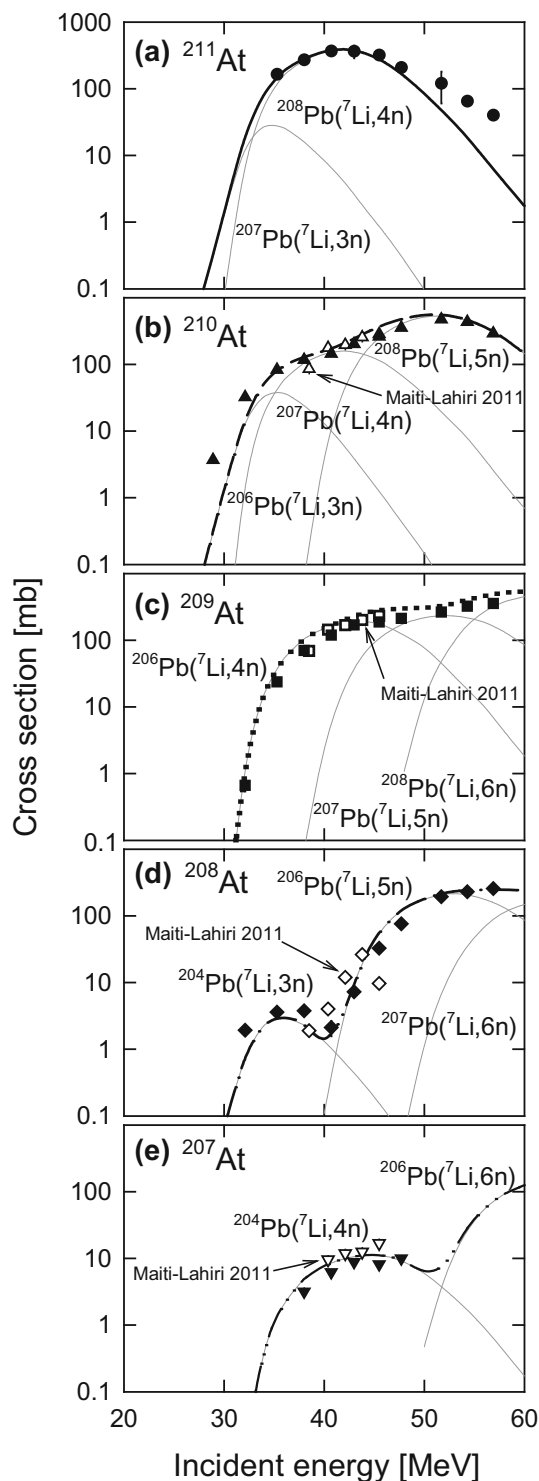 1000
(a) ²¹¹At
100
²⁰⁸Pb(⁷Li,4n)
10
1
²⁰⁷Pb(⁷Li,3n)
0.1
(b) ²¹⁰At
100
²⁰⁸Pb(⁷Li,5n)
Maiti-Lahiri 2011
10
²⁰⁷Pb(⁷Li,4n)
1
²⁰⁶Pb(⁷Li,3n)
0.1
Cross section [mb]
(c) ²⁰⁹At
100
²⁰⁶Pb(⁷Li,4n)
Maiti-Lahiri 2011
10
1
²⁰⁸Pb(⁷Li,6n)
²⁰⁷Pb(⁷Li,5n)
0.1
(d) ²⁰⁸At
²⁰⁶Pb(⁷Li,5n)
100
Maiti-Lahiri 2011
10
²⁰⁴Pb(⁷Li,3n)
²⁰⁷Pb(⁷Li,6n)
1
0.1
(e) ²⁰⁷At
²⁰⁶Pb(⁷Li,6n)
100
²⁰⁴Pb(⁷Li,4n)
10
Maiti-Lahiri 2011
1
0.1
20 30 40 50 60
Incident energy [MeV]